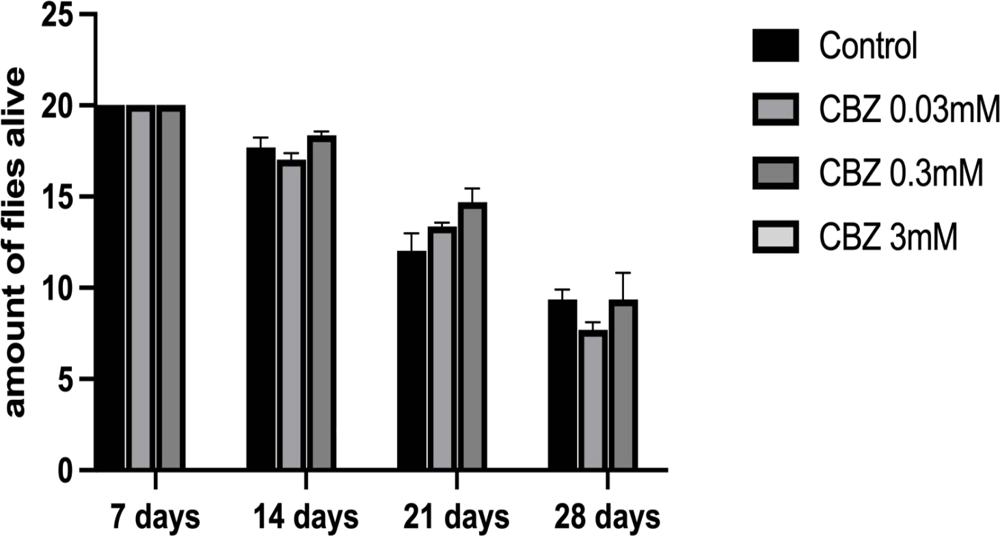 amount of flies alive
25
20
15
10
5
0
7 days
14 days
21 days
28 days
Control
CBZ 0.03mM
CBZ 0.3mM
CBZ 3mM